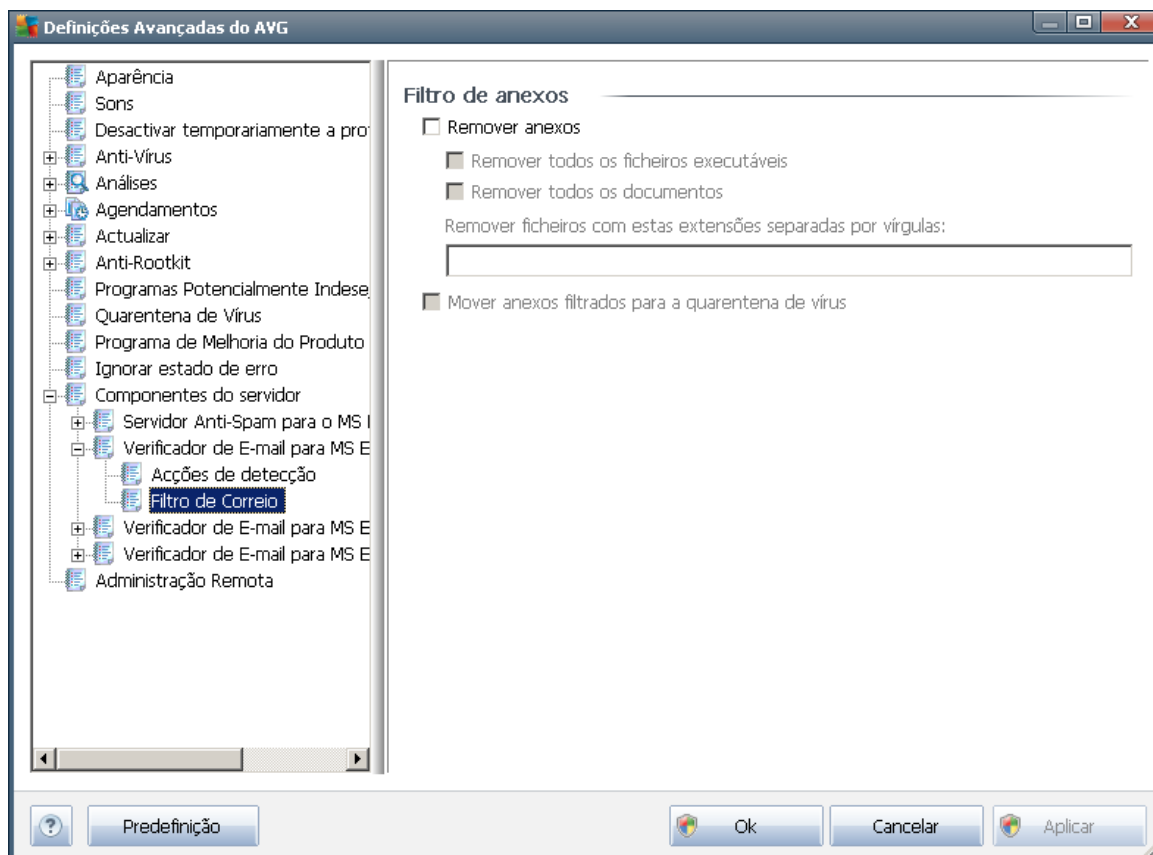 Definições Avançadas do AVG
Aparência
Sons
Desactivar temporariamente a pro
Anti-Vírus
Análises
Agendamentos
Actualizar
Anti-Rootkit
Programas Potencialmente Indese
Quarentena de Vírus
Programa de Melhoria do Produto
Ignorar estado de erro
Componentes do servidor
Servidor Anti-Spam para o MS
Verificador de E-mail para MS E
Acções de detecção
Filtro de Correio
Verificador de E-mail para MS E
Verificador de E-mail para MS E
Administração Remota
Filtro de anexos
Remover anexos
Remover todos os ficheiros executáveis
Remover todos os documentos
Remover ficheiros com estas extensões separadas por vírgulas:
Mover anexos filtrados para a quarentena de vírus
?
Predefinição
Ok
Cancelar
Aplicar